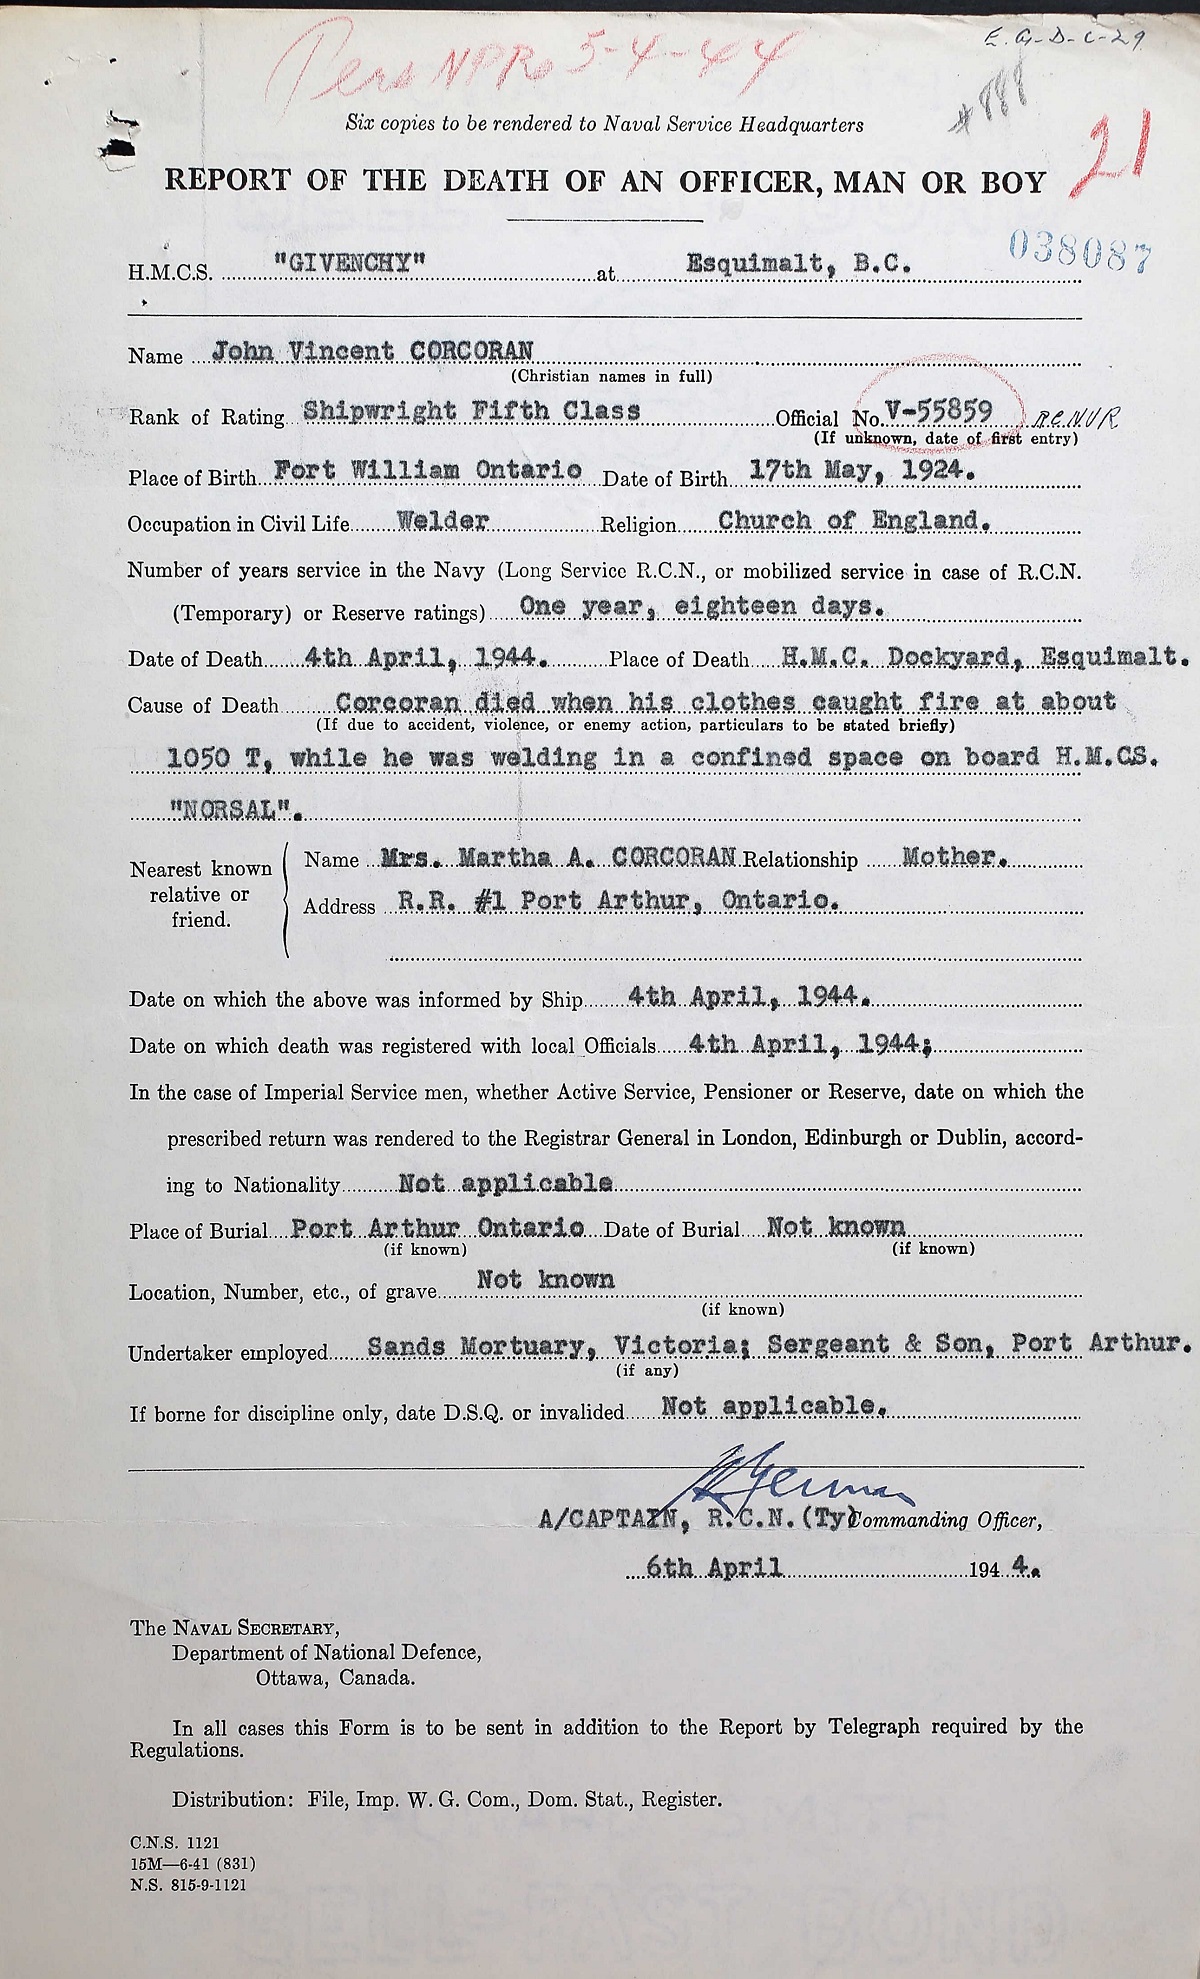 E.G-D-C-29
Pers NPRs 5-4-44
#888
Six copies to be rendered to Naval Service Headquarters
21
REPORT OF THE DEATH OF AN OFFICER, MAN OR BOY
038087
H.M.C.S. "GIVENCHY" at Esquimalt, B.C.
Name John Vincent CORCORAN
(Christian names in full)
Rank of Rating Shipwright Fifth Class Official No. V-55859 R.C.N.V.R
(If unknown, date of first entry)
Place of Birth Fort William Ontario Date of Birth 17th May, 1924.
Occupation in Civil Life Welder Religion Church of England.
Number of years service in the Navy (Long Service R.C.N., or mobilized service in case of R.C.N.
(Temporary) or Reserve ratings) One year, eighteen days.
Date of Death 4th April, 1944. Place of Death H.M.C. Dockyard, Esquimalt.
Cause of Death Corcoran died when his clothes caught fire at about
(If due to accident, violence, or enemy action, particulars to be stated briefly)
1050 T, while he was welding in a confined space on board H.M.CS.
"NORSAL".
Nearest known relative or friend. Name Mrs. Martha A. CORCORAN Relationship Mother.
Address R.R. #1 Port Arthur, Ontario.
Date on which the above was informed by Ship 4th April, 1944.
Date on which death was registered with local Officials 4th April, 1944;
In the case of Imperial Service men, whether Active Service, Pensioner or Reserve, date on which the
prescribed return was rendered to the Registrar General in London, Edinburgh or Dublin, accord-
ing to Nationality Not applicable
Place of Burial Port Arthur Ontario Date of Burial Not known
(if known) (if known)
Location, Number, etc., of grave Not known
(if known)
Undertaker employed Sands Mortuary, Victoria; Sergeant & Son, Port Arthur.
(if any)
If borne for discipline only, date D.S.Q. or invalided Not applicable.
A/CAPTAIN, R.C.N.(Ty) Commanding Officer,
6th April 1944.
The NAVAL SECRETARY,
Department of National Defence,
Ottawa, Canada.
In all cases this Form is to be sent in addition to the Report by Telegraph required by the
Regulations.
Distribution: File, Imp. W. G. Com., Dom. Stat., Register.
C.N.S. 1121
15M—6-41 (831)
N.S. 815-9-1121